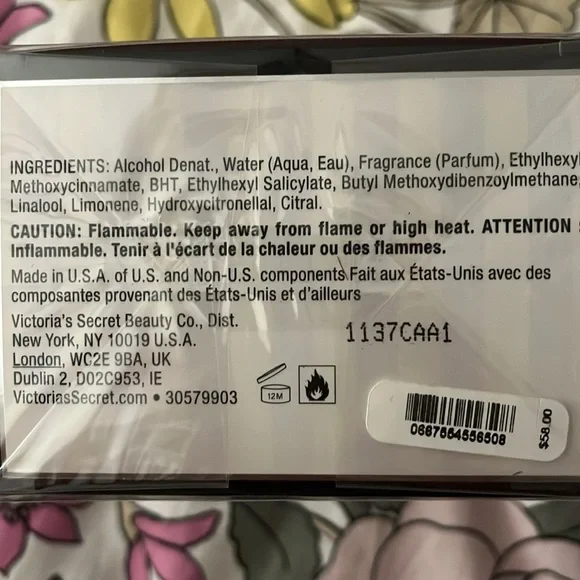 INGREDIENTS: Alcohol Denat., Water (Aqua, Eau), Fragrance (Parfum), Ethylhexyl
Methoxycinnamate, BHT, Ethylhexyl Salicylate, Butyl Methoxydibenzoylmethane,
Linalool, Limonene, Hydroxycitronellal, Citral.
CAUTION: Flammable. Keep away from flame or high heat. ATTENTION :
Inflammable. Tenir à l'écart de la chaleur ou des flammes.
Made in U.S.A. of U.S. and Non-U.S. components Fait aux États-Unis avec des
composantes provenant des États-Unis et d'ailleurs
Victoria's Secret Beauty Co., Dist.
New York, NY 10019 U.S.A.
London, WC2E 9BA, UK
Dublin 2, D02C953, IE
VictoriasSecret.com • 30579903
1137CAA1
12M
0667554556508
$58.00